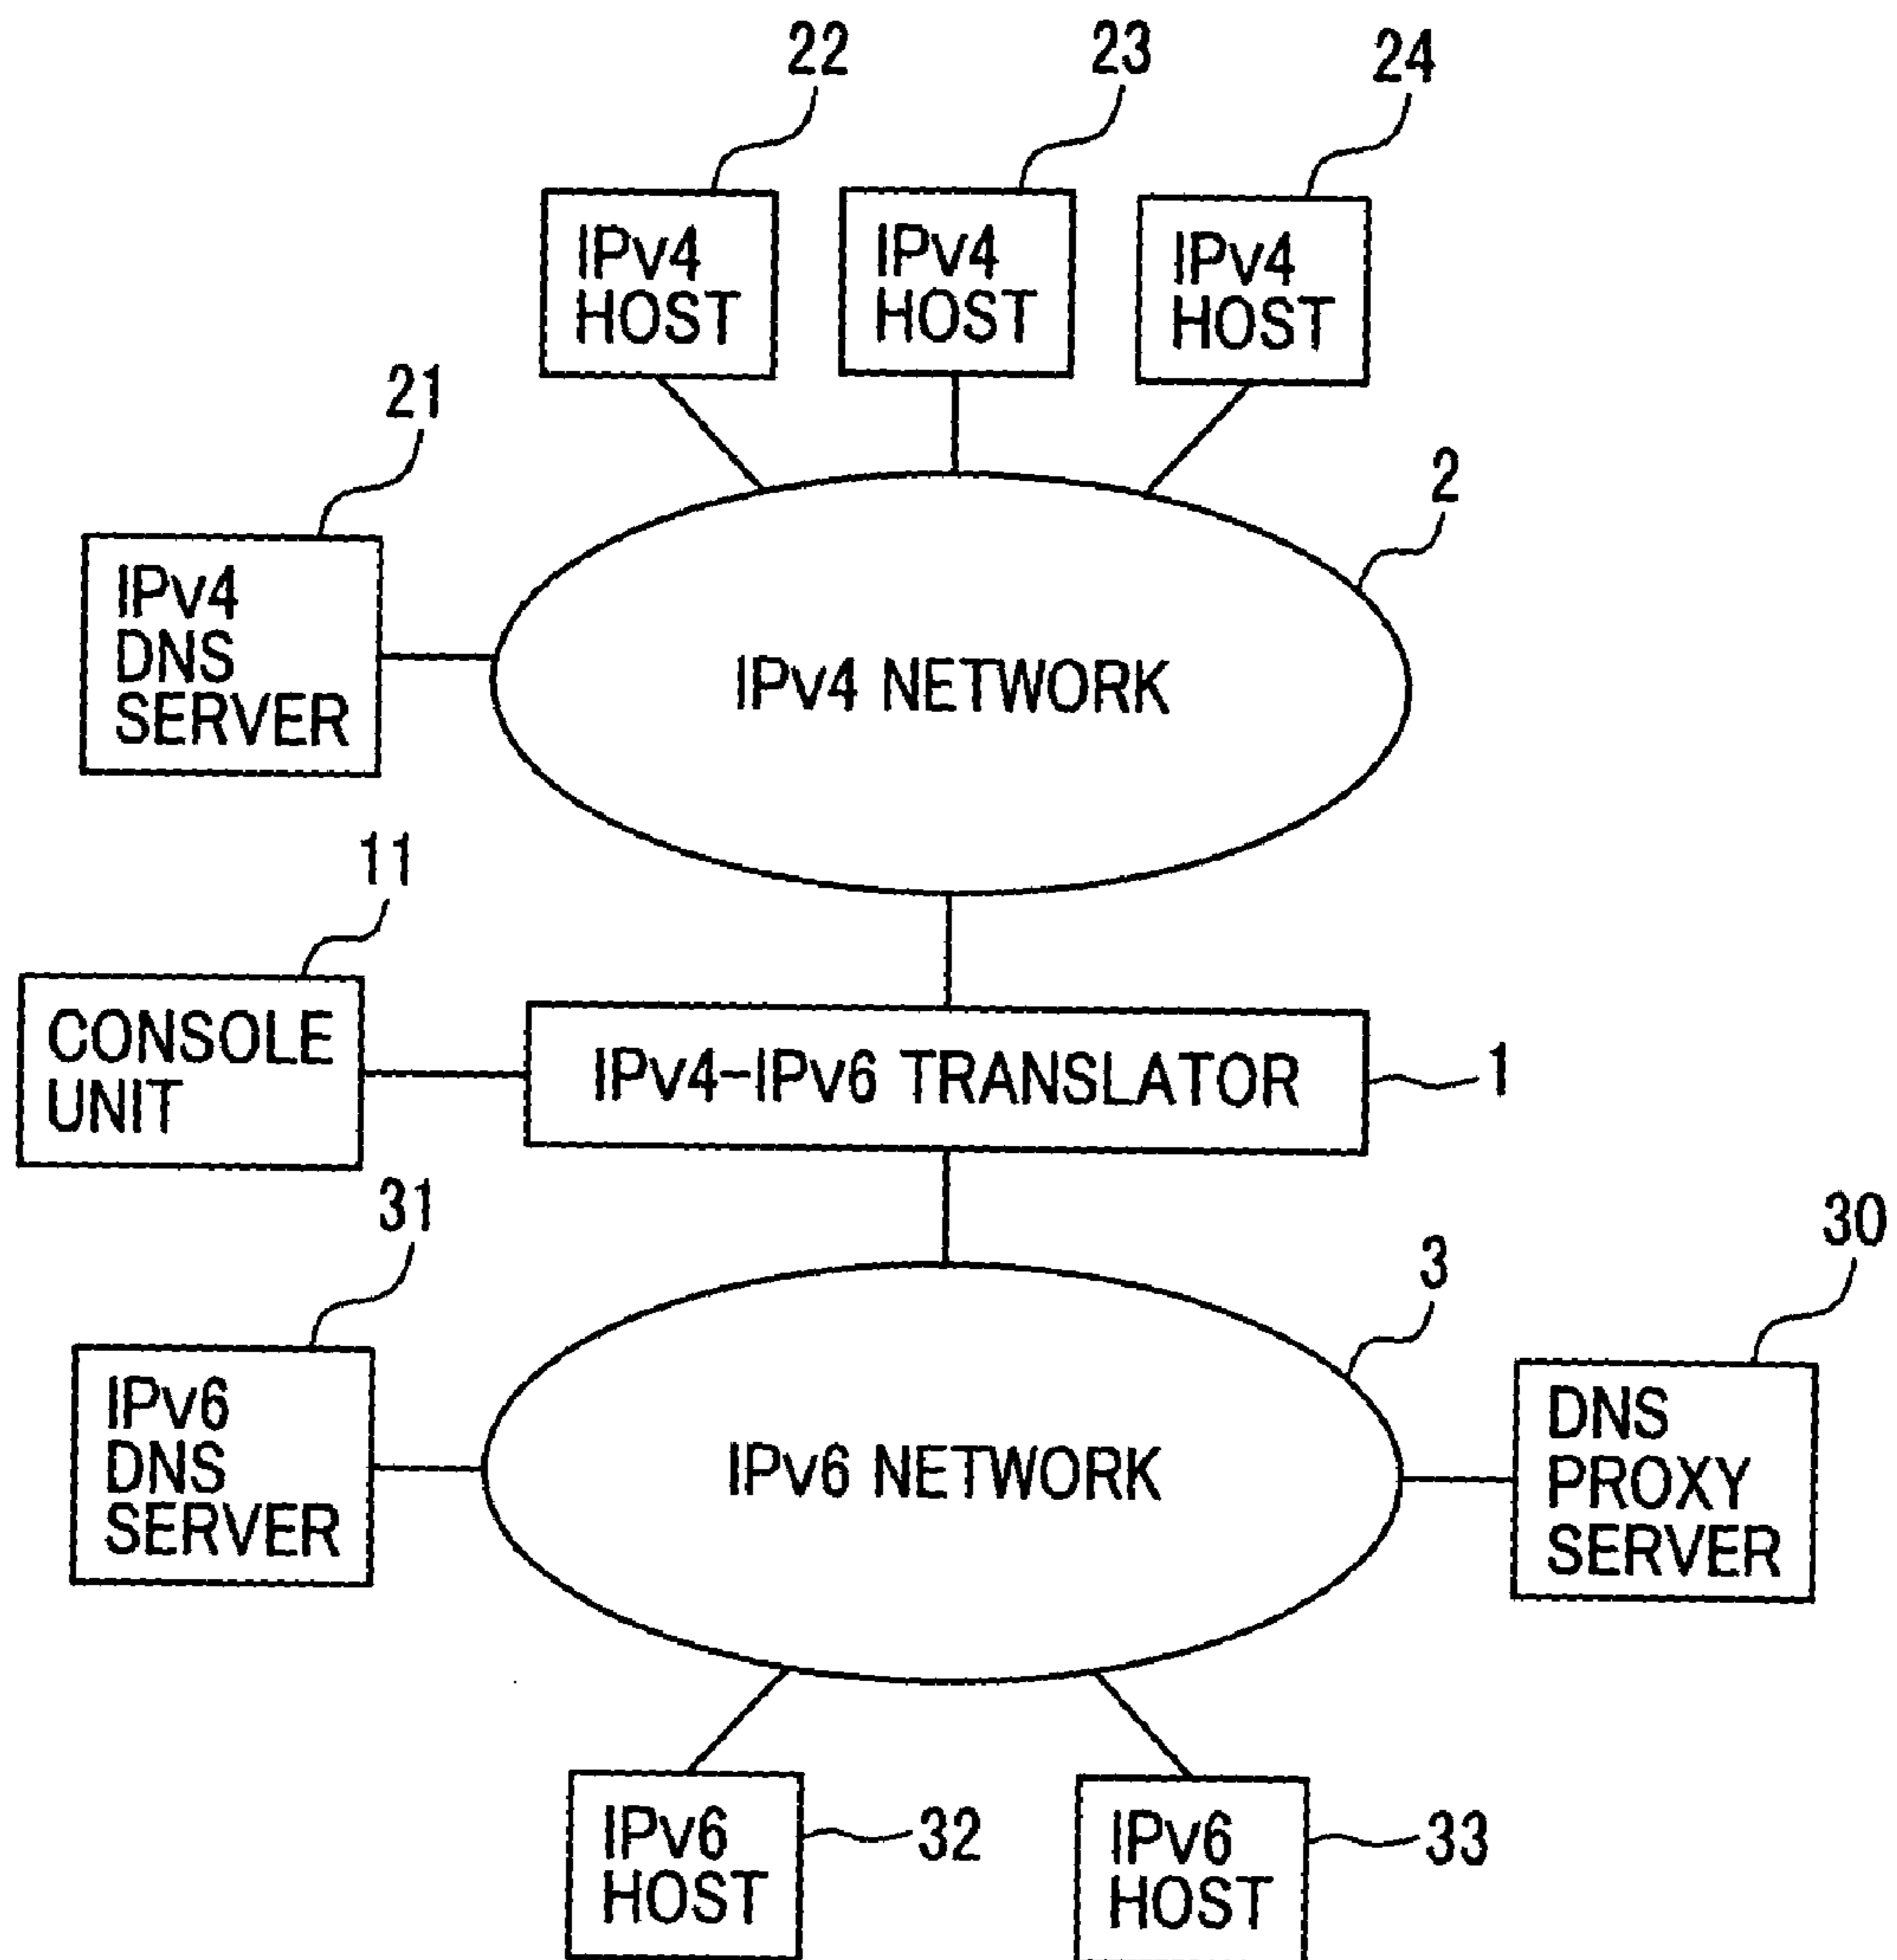 22
23
24
IPv4
HOST
IPv4
HOST
IPv4
HOST
21
2
IPv4
DNS
SERVER
IPv4 NETWORK
11
CONSOLE
UNIT
IPv4-IPv6 TRANSLATOR
1
31
3
30
IPv6
DNS
SERVER
IPv6 NETWORK
DNS
PROXY
SERVER
IPv6
HOST
32
IPv6
HOST
33